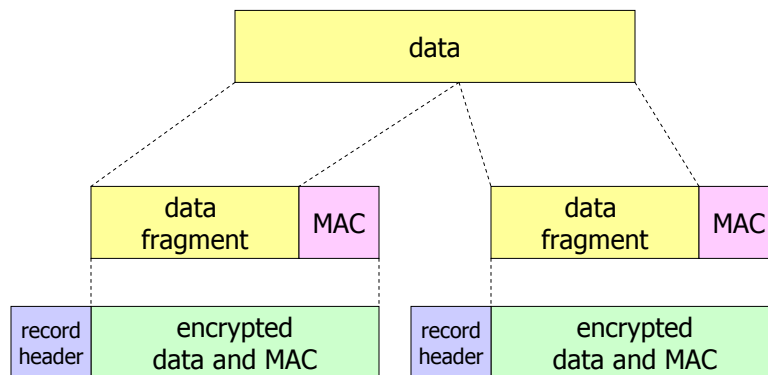 data
data
fragment
MAC
data
fragment
MAC
record
header
encrypted
data and MAC
record
header
encrypted
data and MAC